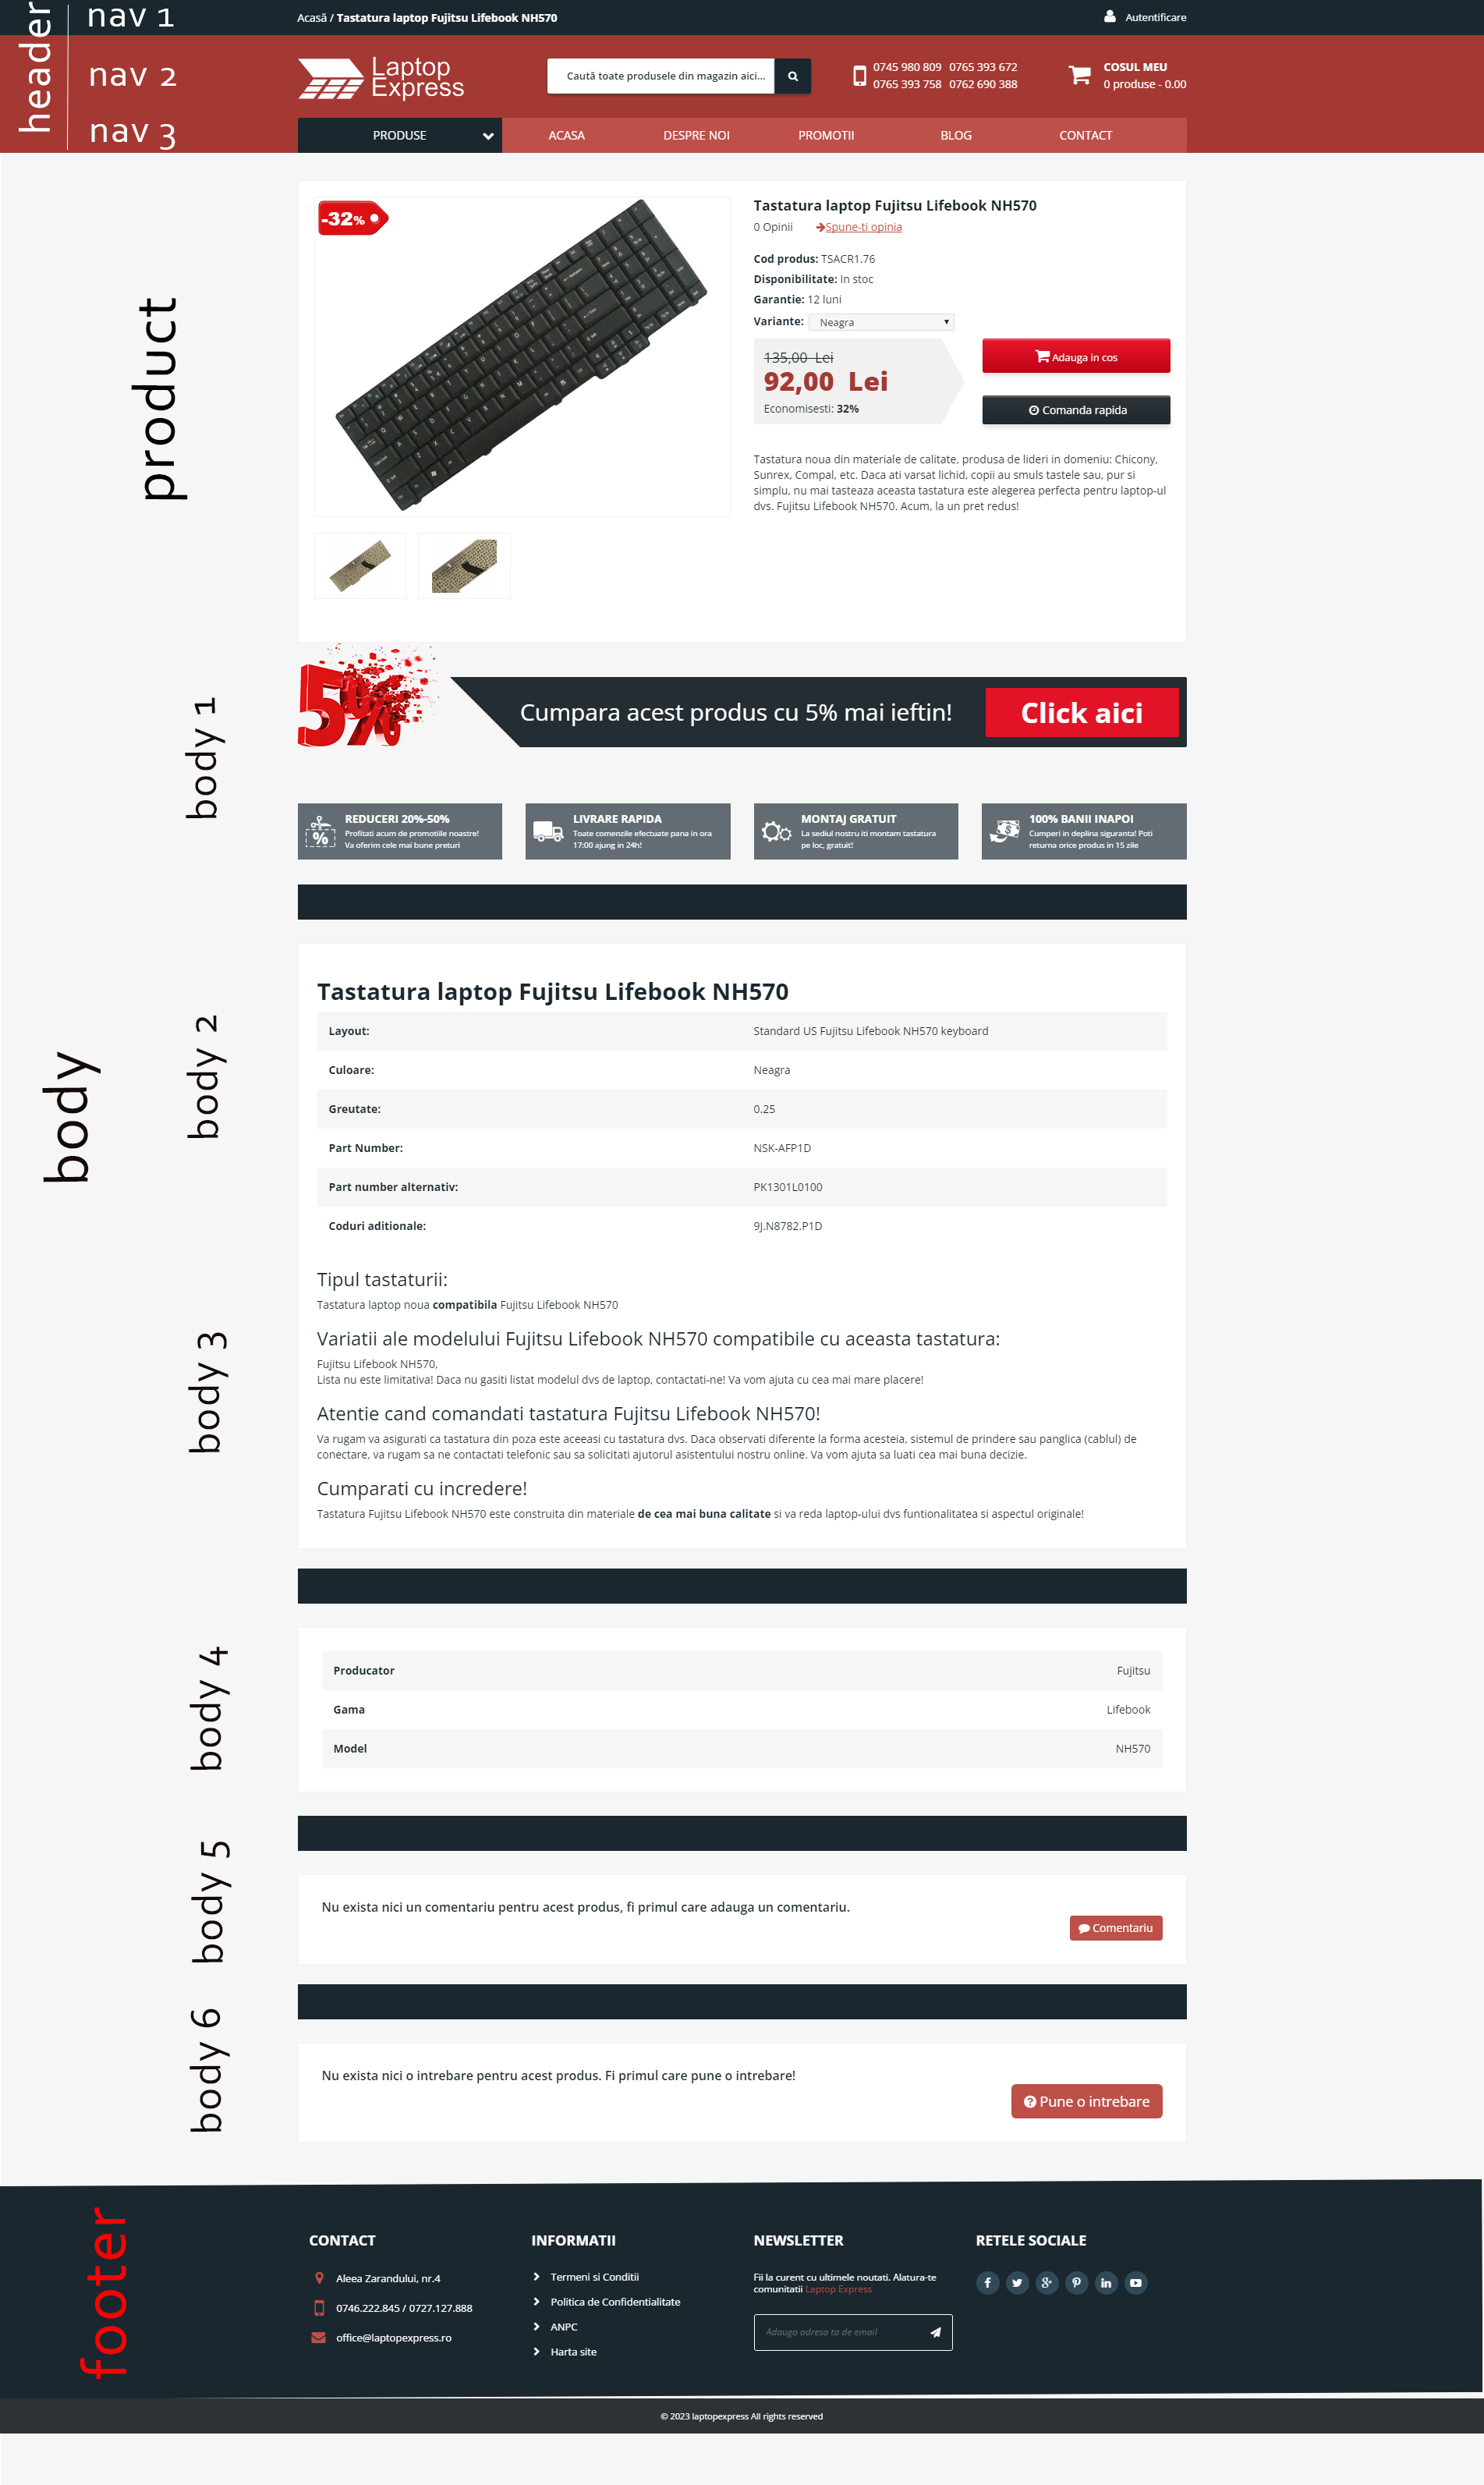 header
nav 1
Acasă / Tastatura laptop Fujitsu Lifebook NH570
Autentificare
nav 2
Laptop
Express
Caută toate produsele din magazin aici...
0745 980 809 0765 393 672
0765 393 758 0762 690 388
COSUL MEU
0 produse - 0.00
nav 3
PRODUSE
ACASA
DESPRE NOI
PROMOTII
BLOG
CONTACT
product
-32%
Tastatura laptop Fujitsu Lifebook NH570
0 Opinii
Spune-ti opinia
Cod produs: TSACR1.76
Disponibilitate: In stoc
Garantie: 12 luni
Variante: Neagra
135,00 Lei
92,00 Lei
Economisesti: 32%
Adauga in cos
Comanda rapida
Tastatura noua din materiale de calitate, produsa de lideri in domeniu: Chicony,
Sunrex, Compal, etc. Daca ati varsat lichid, copii au smuls tastele sau, pur si
simplu, nu mai tasteaza aceasta tastatura este alegerea perfecta pentru laptop-ul
dvs. Fujitsu Lifebook NH570. Acum, la un pret redus!
body
body 1
5%
Cumpara acest produs cu 5% mai ieftin!
Click aici
REDUCERI 20%-50%
Profitati acum de promotiile noastre!
Va oferim cele mai bune preturi
LIVRARE RAPIDA
Toate comenzile efectuate pana in ora
17:00 ajung in 24h!
MONTAJ GRATUIT
La sediul nostru iti montam tastatura
pe loc, gratuit!
100% BANII INAPOI
Cumperi in deplina siguranta! Poti
returna orice produs in 15 zile
body 2
Tastatura laptop Fujitsu Lifebook NH570
Layout: Standard US Fujitsu Lifebook NH570 keyboard
Culoare: Neagra
Greutate: 0.25
Part Number: NSK-AFP1D
Part number alternativ: PK1301L0100
Coduri aditionale: 9J.N8782.P1D
body 3
Tipul tastaturii:
Tastatura laptop noua compatibila Fujitsu Lifebook NH570
Variatii ale modelului Fujitsu Lifebook NH570 compatibile cu aceasta tastatura:
Fujitsu Lifebook NH570,
Lista nu este limitativa! Daca nu gasiti listat modelul dvs de laptop, contactati-ne! Va vom ajuta cu cea mai mare placere!
Atentie cand comandati tastatura Fujitsu Lifebook NH570!
Va rugam va asigurati ca tastatura din poza este aceeasi cu tastatura dvs. Daca observati diferente la forma acesteia, sistemul de prindere sau panglica (cablul) de
conectare, va rugam sa ne contactati telefonic sau sa solicitati ajutorul asistentului nostru online. Va vom ajuta sa luati cea mai buna decizie.
Cumparati cu incredere!
Tastatura Fujitsu Lifebook NH570 este construita din materiale de cea mai buna calitate si va reda laptop-ului dvs funtionalitatea si aspectul originale!
body 4
Producator Fujitsu
Gama Lifebook
Model NH570
body 5
Nu exista nici un comentariu pentru acest produs, fi primul care adauga un comentariu.
Comentariu
body 6
Nu exista nici o intrebare pentru acest produs. Fi primul care pune o intrebare!
Pune o intrebare
footer
CONTACT
Aleea Zarandului, nr.4
0746.222.845 / 0727.127.888
office@laptopexpress.ro
INFORMATII
Termeni si Conditii
Politica de Confidentialitate
ANPC
Harta site
NEWSLETTER
Fii la curent cu ultimele noutati. Alatura-te
comunitatii Laptop Express
Adauga adresa ta de email
RETELE SOCIALE
© 2023 laptopexpress All rights reserved